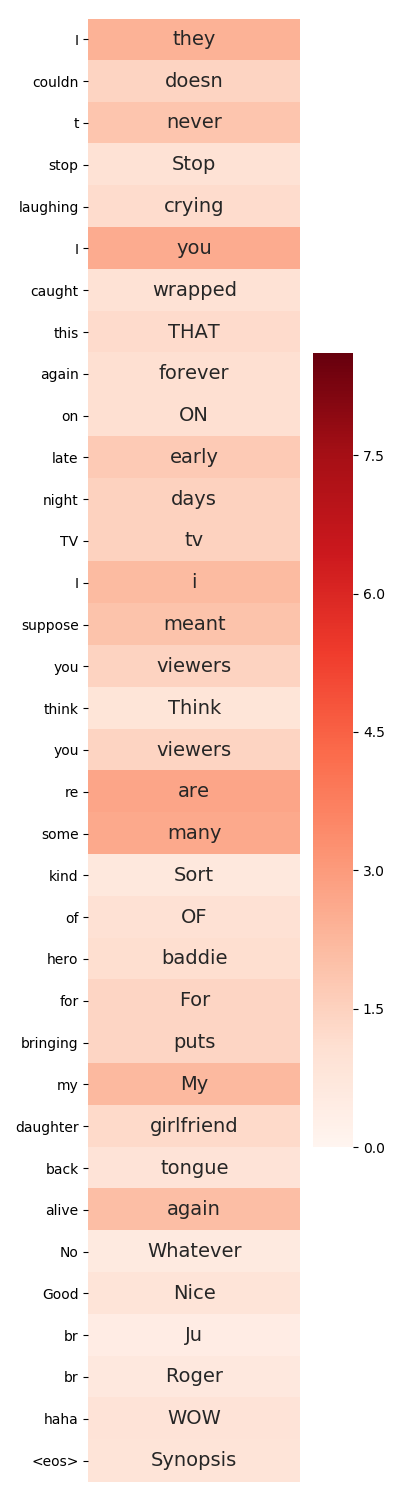 I they
couldn doesn
t never
stop Stop
laughing crying
I you
caught wrapped
this THAT
again forever
on ON
late early
night days
TV tv
I i
suppose meant
you viewers
think Think
you viewers
re are
some many
kind Sort
of OF
hero baddie
for For
bringing puts
my My
daughter girlfriend
back tongue
alive again
No Whatever
Good Nice
br Ju
br Roger
haha WOW
<eos> Synopsis
7.5
6.0
4.5
3.0
1.5
0.0